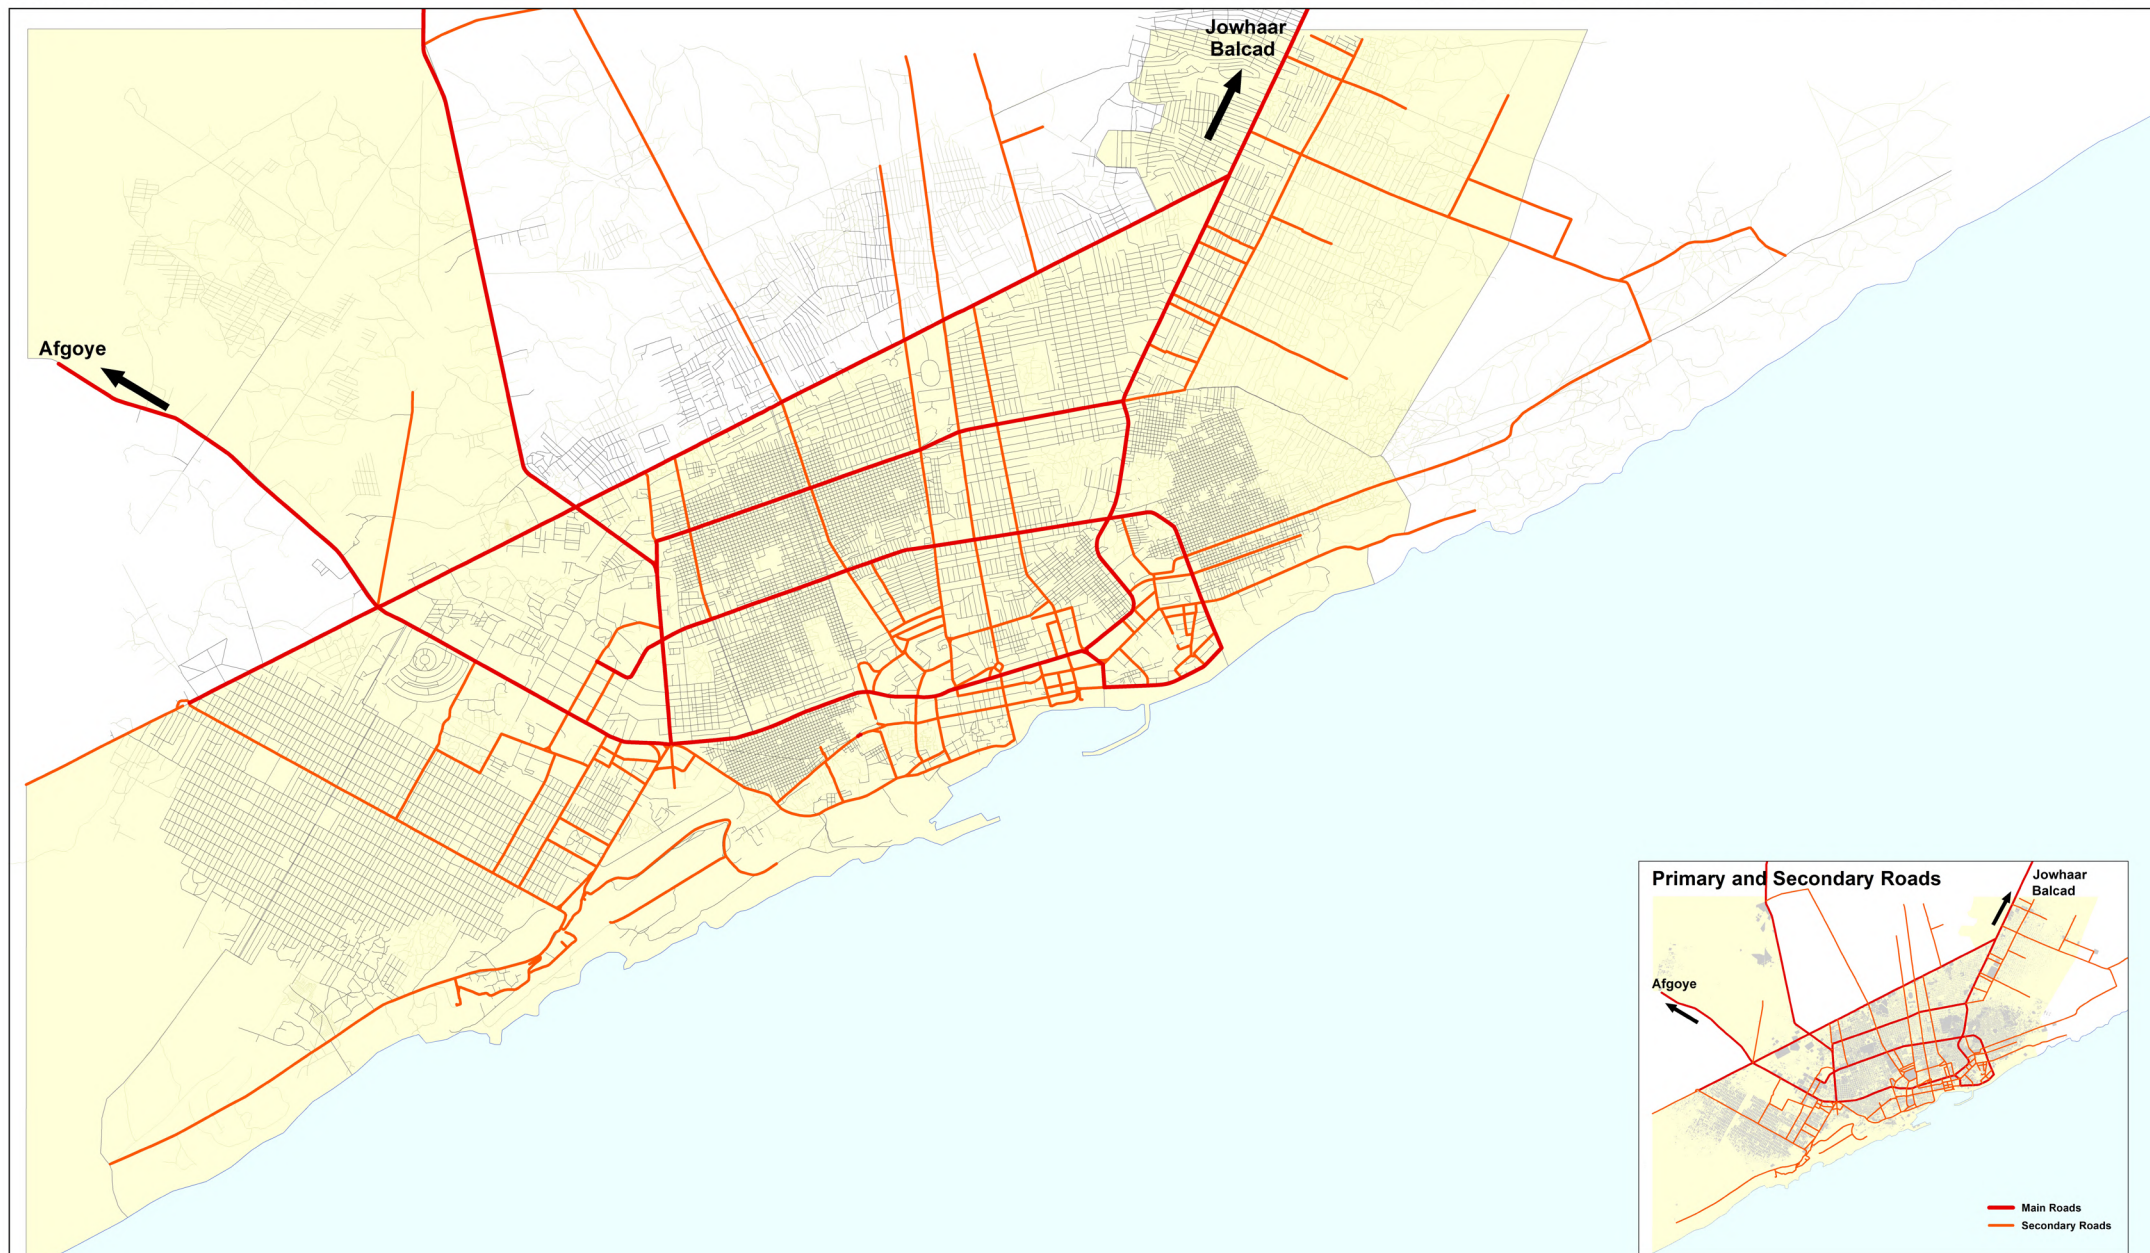 Jowhaar
Balcad
Afgoye
Primary and Secondary Roads
Jowhaar
Balcad
Afgoye
Main Roads
Secondary Roads